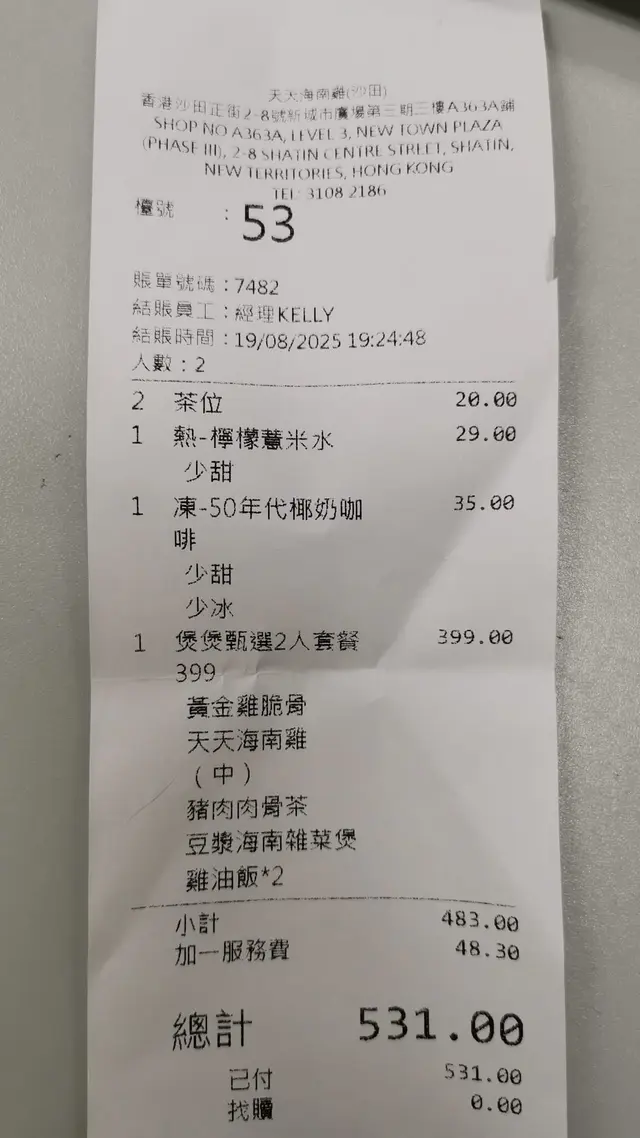 天天海南雞(沙田)
香港沙田正街2-8號新城市廣場第三期三樓A363A舖
SHOP NO A363A, LEVEL 3, NEW TOWN PLAZA
(PHASE III), 2-8 SHATIN CENTRE STREET, SHATIN,
NEW TERRITORIES, HONG KONG
TEL: 3108 2186
檯號 : 53
賬單號碼 : 7482
結賬員工 : 經理KELLY
結賬時間 : 19/08/2025 19:24:48
人數 : 2
2 茶位 20.00
1 熱-檸檬薏米水 29.00
少甜
1 凍-50年代椰奶咖 35.00
啡
少甜
少冰
1 煲煲甄選2人套餐 399.00
399
黃金雞脆骨
天天海南雞
(中)
豬肉肉骨茶
豆漿海南雜菜煲
雞油飯*2
小計 483.00
加一服務費 48.30
總計 531.00
已付 531.00
找贖 0.00